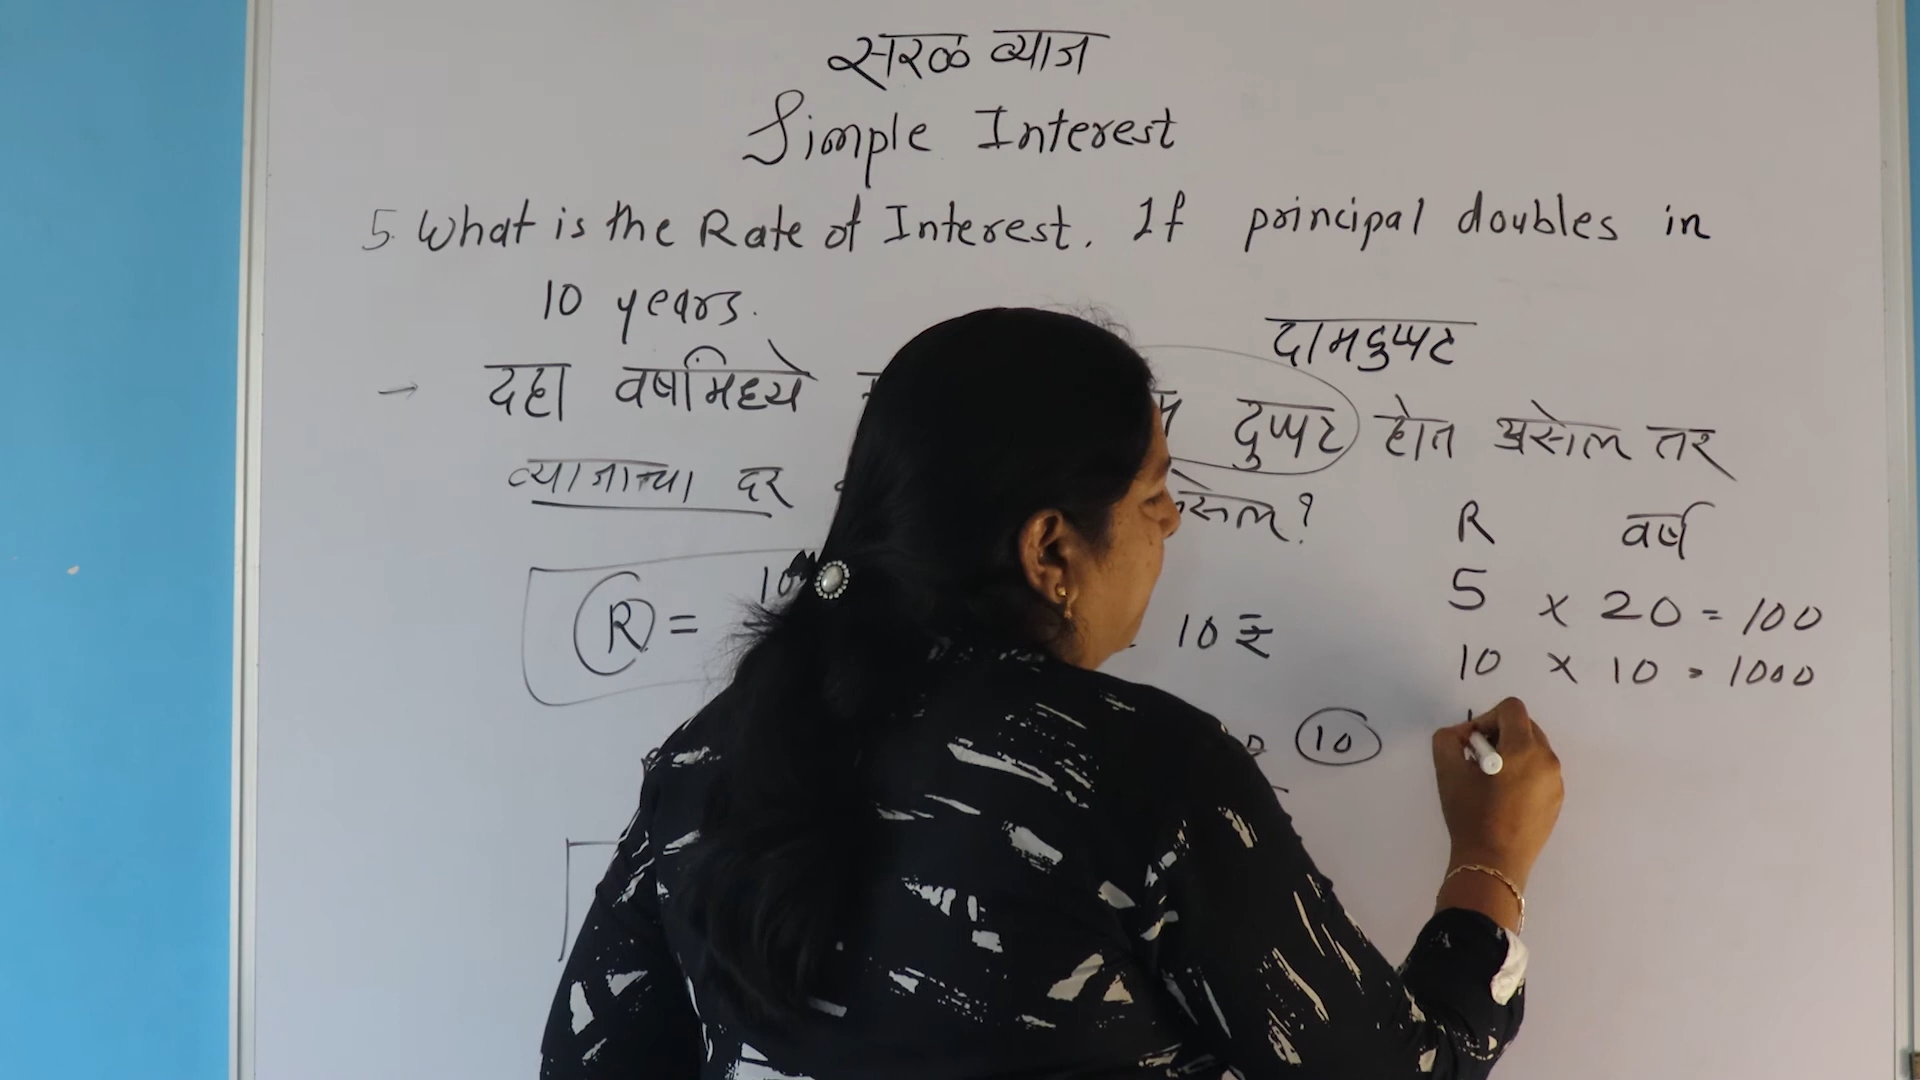 सरळ व्याज
Simple Interest
5. What is the Rate of Interest. If principal doubles in
10 years.
दामदुप्पट
→ दहा वर्षांमध्ये दुप्पट होत असेल तर
व्याजाचा दर असेल?
R वर्ष
5 × 20 = 100
R = 10 ₹
10 × 10 = 1000
10